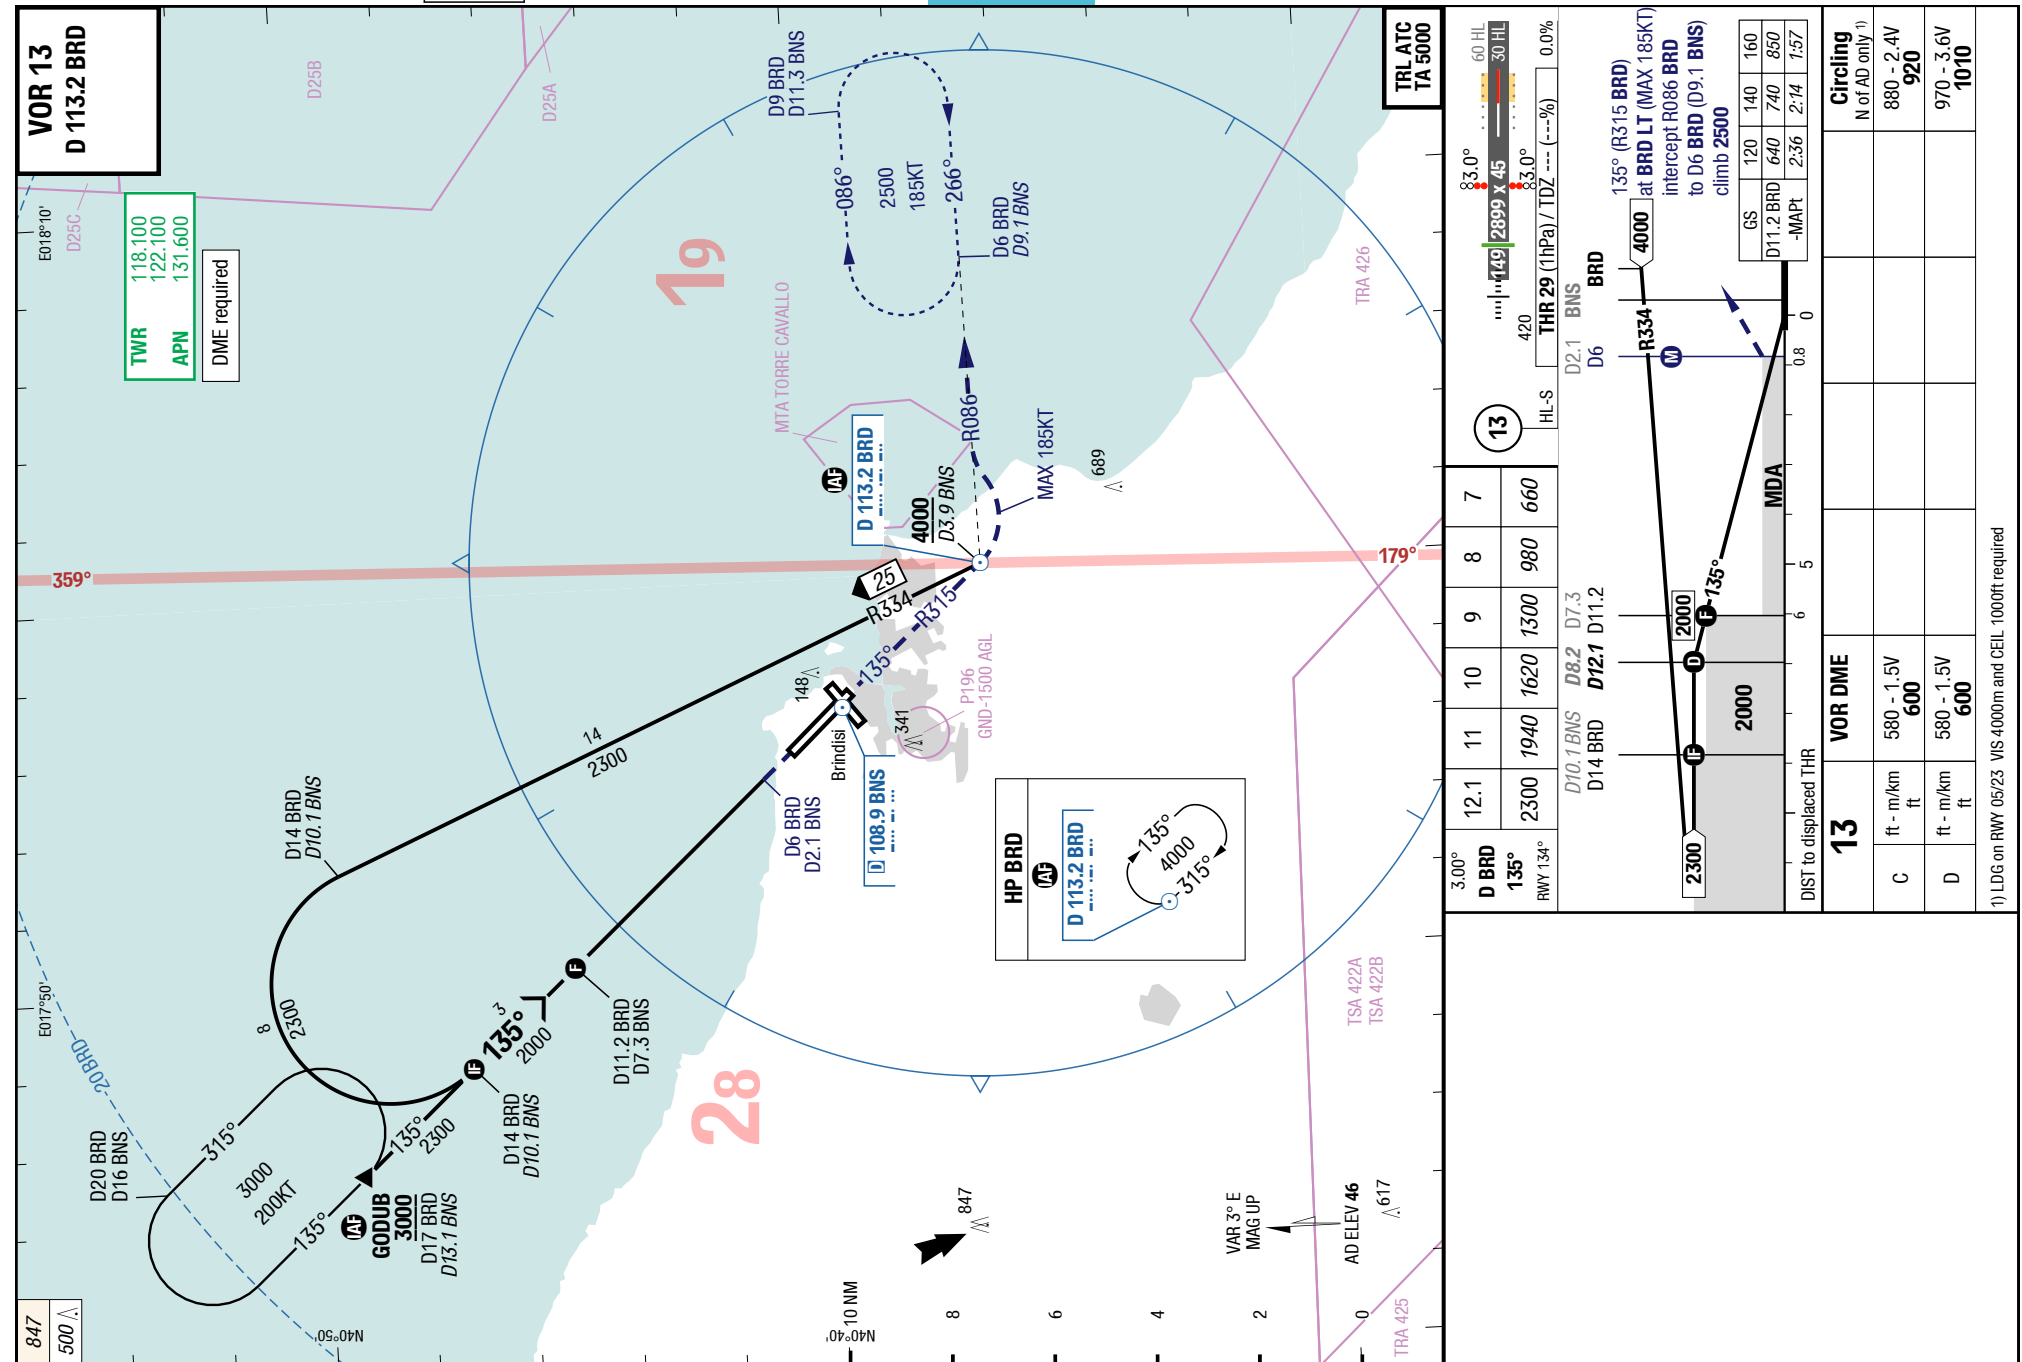 VOR 13
D 113.2 BRD
TWR 118.100
122.100
APN 131.600
DME required
TRL ATC
TA 5000
D25C
D25B
D25A
E018°10'
E017°50'
N40°50'
N40°40'
847
500
359°
179°
19
28
20BRD
D20 BRD
D16 BNS
315°
3000
200KT
135°
IAF
GODUB
3000
D17 BRD
D13.1 BNS
135°
2300
IF
D14 BRD
D10.1 BNS
8
2300
D14 BRD
D10.1 BNS
14
2300
135°
3
2000
F
D11.2 BRD
D7.3 BNS
D6 BRD
D2.1 BNS
D 108.9 BNS
Brindisi
148
341
P196
GND-1500 AGL
135°
R315
R334
25
4000
D3.9 BNS
IAF
D 113.2 BRD
MTA TORRE CAVALLO
R086
MAX 185KT
689
D9 BRD
D11.3 BNS
086°
2500
185KT
266°
D6 BRD
D9.1 BNS
TRA 426
TSA 422A
TSA 422B
TRA 425
HP BRD
IAF
D 113.2 BRD
135°
4000
315°
847
VAR 3° E
MAG UP
AD ELEV 46
617
10 NM
8
6
4
2
0
3.00°
D BRD 12.1 11 10 9 8 7
135° 2300 1940 1620 1300 980 660
RWY 134°
13
HL-S
420
149 2899 x 45
3.0°
3.0°
60 HL
30 HL
THR 29 (1hPa) / TDZ --- (---%)
0.0%
D10.1 BNS D8.2 D7.3 D2.1 BNS
D14 BRD D12.1 D11.2 D6 BRD
135° (R315 BRD)
at BRD LT (MAX 185KT)
intercept R086 BRD
to D6 BRD (D9.1 BNS)
climb 2500
4000
R334
M
2300
IF
D
F
2000
2000
135°
MDA
GS 120 140 160
D11.2 BRD 640 740 850
-MAPt 2:36 2:14 1:57
DIST to displaced THR 6 5 0.8 0
13 VOR DME Circling
N of AD only 1)
C ft - m/km 580 - 1.5V 880 - 2.4V
ft 600 920
D ft - m/km 580 - 1.5V 970 - 3.6V
ft 600 1010
1) LDG on RWY 05/23 VIS 4000m and CEIL 1000ft required